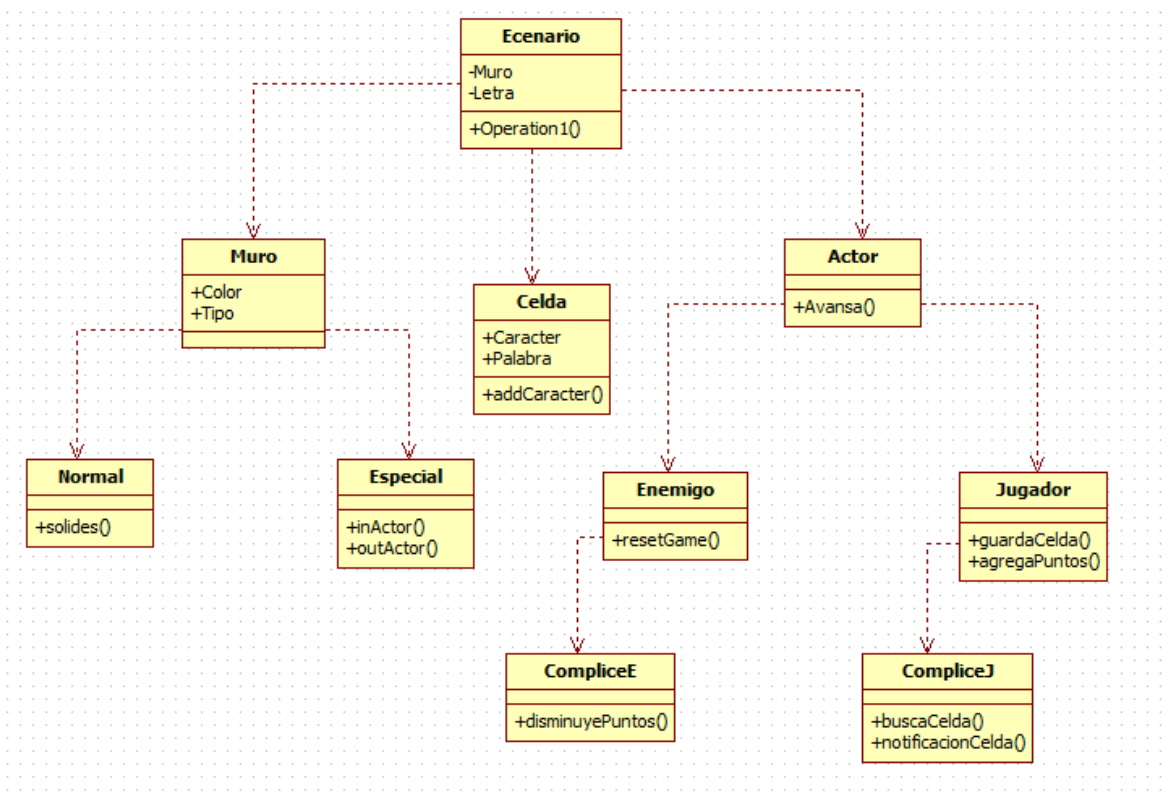 Ecenario
-Muro
-Letra
+Operation1()
Muro
+Color
+Tipo
Celda
+Caracter
+Palabra
+addCaracter()
Actor
+Avansa()
Normal
+solides()
Especial
+inActor()
+outActor()
Enemigo
+resetGame()
Jugador
+guardaCelda()
+agregaPuntos()
CompliceE
+disminuyePuntos()
CompliceJ
+buscaCelda()
+notificacionCelda()